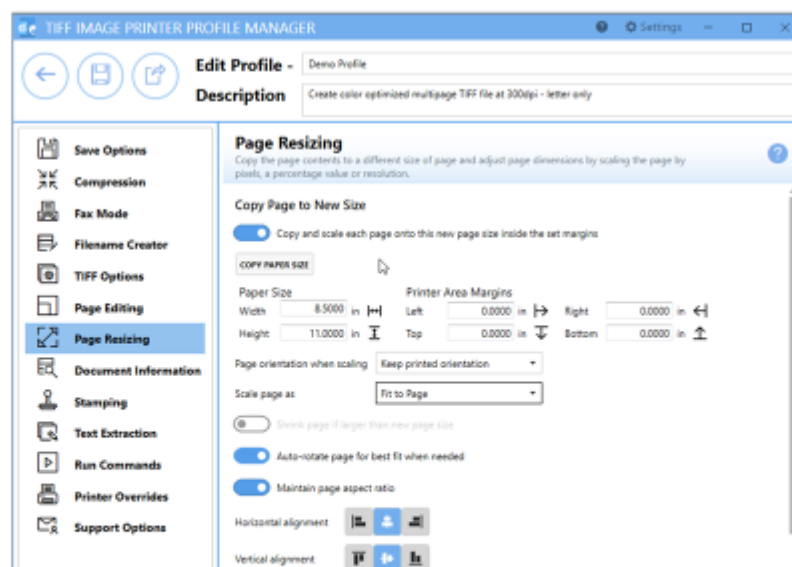 TIFF IMAGE PRINTER PROFILE MANAGER
Settings
Edit Profile - Demo Profile
Description Create color optimized multipage TIFF file at 300dpi - letter only
Save Options
Compression
Fax Mode
Filename Creator
TIFF Options
Page Editing
Page Resizing
Document Information
Stamping
Text Extraction
Run Commands
Printer Overrides
Support Options
Page Resizing
Copy the page contents to a different size of page and adjust page dimensions by scaling the page by
pixels, a percentage value or resolution.
Copy Page to New Size
Copy and scale each page onto this new page size inside the set margins
COPY PAPER SIZE
Paper Size Printer Area Margins
Width 8.5000 in Left 0.0000 in Right 0.0000 in
Height 11.0000 in Top 0.0000 in Bottom 0.0000 in
Page orientation when scaling Keep printed orientation
Scale page as Fit to Page
Shrink page if larger than new page size
Auto-rotate page for best fit when needed
Maintain page aspect ratio
Horizontal alignment
Vertical alignment